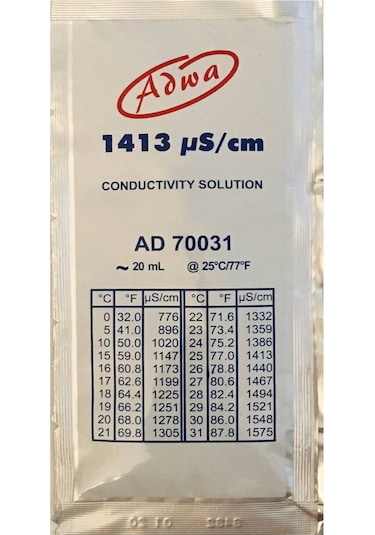 Adwa
1413 µS/cm
CONDUCTIVITY SOLUTION
AD 70031
~ 20 mL @ 25°C/77°F
°C °F µS/cm °C °F µS/cm
0 32.0 776 22 71.6 1332
5 41.0 896 23 73.4 1359
10 50.0 1020 24 75.2 1386
15 59.0 1147 25 77.0 1413
16 60.8 1173 26 78.8 1440
17 62.6 1199 27 80.6 1467
18 64.4 1225 28 82.4 1494
19 66.2 1251 29 84.2 1521
20 68.0 1278 30 86.0 1548
21 69.8 1305 31 87.8 1575